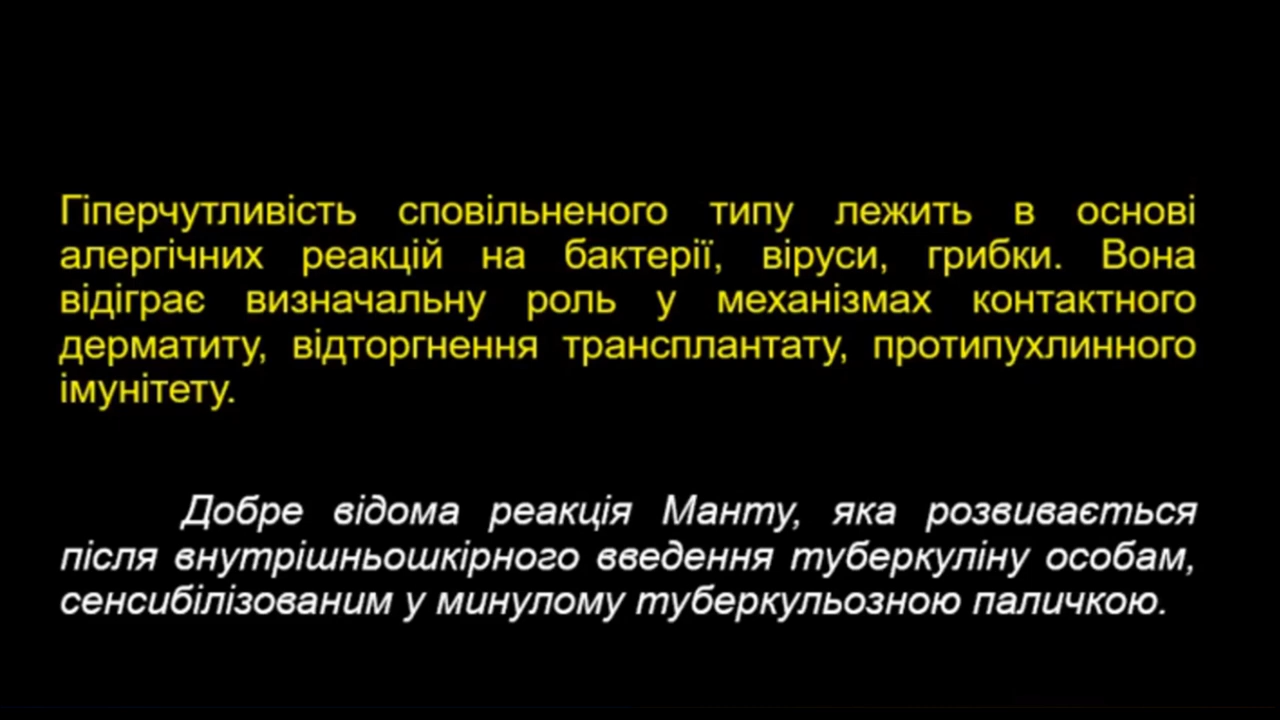 Гіперчутливість сповільненого типу лежить в основі
алергічних реакцій на бактерії, віруси, грибки. Вона
відіграє визначальну роль у механізмах контактного
дерматиту, відторгнення трансплантату, протипухлинного
імунітету.
Добре відома реакція Манту, яка розвивається
після внутрішньошкірного введення туберкуліну особам,
сенсибілізованим у минулому туберкульозною паличкою.